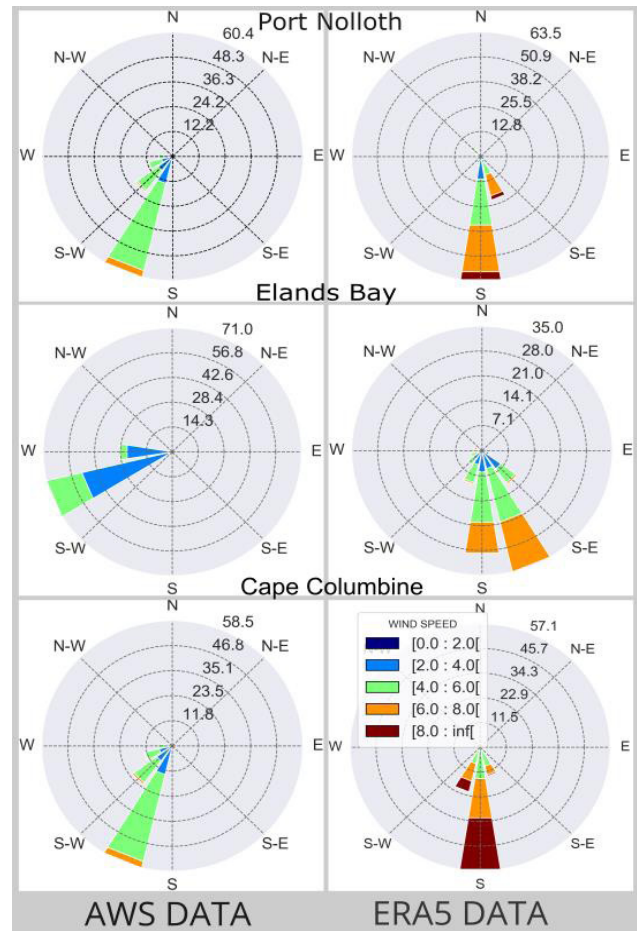 Port Nolloth
N
60.4
48.3
36.3
24.2
12.2
N-W
N-E
W
E
S-W
S-E
S
N
63.5
50.9
38.2
25.5
12.8
N-W
N-E
W
E
S-W
S-E
S
Elands Bay
N
71.0
56.8
42.6
28.4
14.3
N-W
N-E
W
E
S-W
S-E
S
N
35.0
28.0
21.0
14.1
7.1
N-W
N-E
W
E
S-W
S-E
S
Cape Columbine
N
58.5
46.8
35.1
23.5
11.8
N-W
N-E
W
E
S-W
S-E
S
N
57.1
45.7
34.3
22.9
11.5
N-E
W
E
S-W
S-E
S
WIND SPEED
[0.0 : 2.0[
[2.0 : 4.0[
[4.0 : 6.0[
[6.0 : 8.0[
[8.0 : inf[
AWS DATA
ERA5 DATA